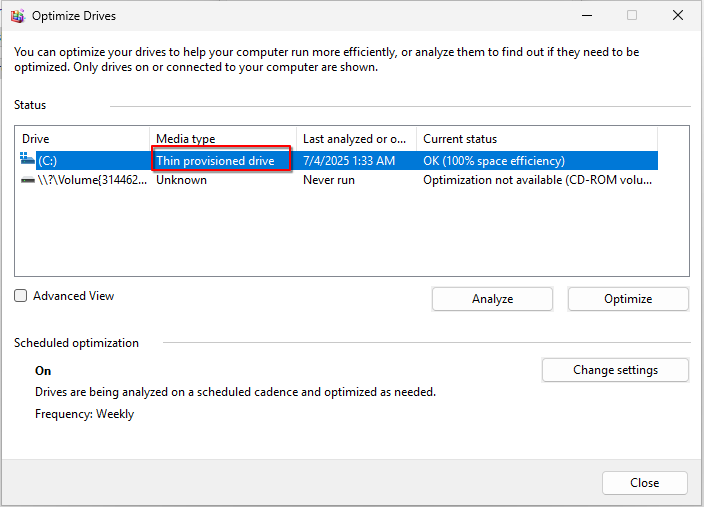 Optimize Drives
You can optimize your drives to help your computer run more efficiently, or analyze them to find out if they need to be
optimized. Only drives on or connected to your computer are shown.
Status
Drive Media type Last analyzed or o... Current status
(C:) Thin provisioned drive 7/4/2025 1:33 AM OK (100% space efficiency)
\\?\Volume{314462... Unknown Never run Optimization not available (CD-ROM volu...
Advanced View
Analyze Optimize
Scheduled optimization
On
Change settings
Drives are being analyzed on a scheduled cadence and optimized as needed.
Frequency: Weekly
Close